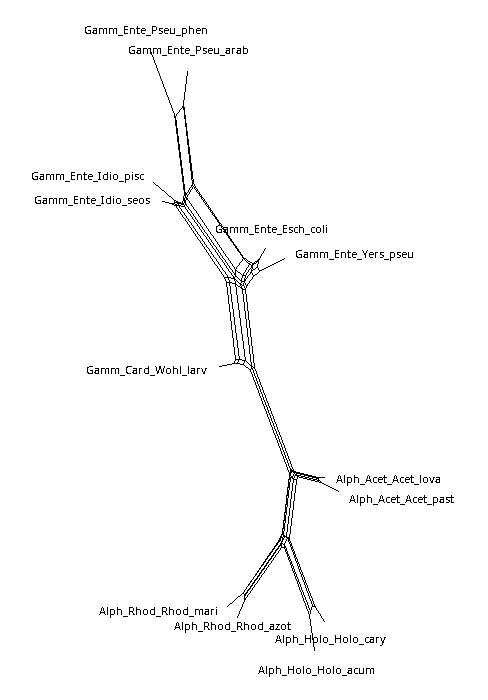 Gamm_Ente_Pseu_phen
Gamm_Ente_Pseu_arab
Gamm_Ente_Idio_pisc
Gamm_Ente_Idio_seos
Gamm_Ente_Esch_coli
Gamm_Ente_Yers_pseu
Gamm_Card_Wohl_larv
Alph_Acet_Acet_lova
Alph_Acet_Acet_past
Alph_Rhod_Rhod_mari
Alph_Rhod_Rhod_azot
Alph_Holo_Holo_cary
Alph_Holo_Holo_acum